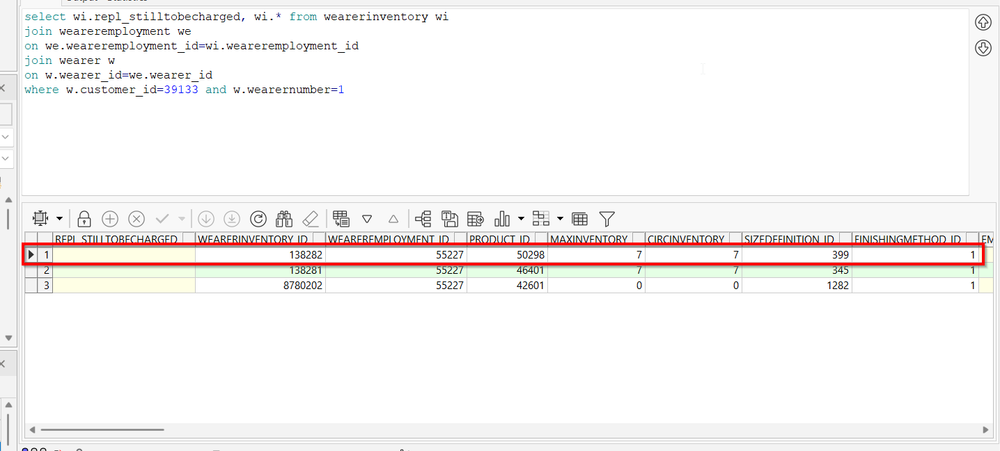 select wi.repl_stilltobecharged, wi.* from wearerinventory wi
join weareremployment we
on we.weareremployment_id=wi.weareremployment_id
join wearer w
on w.wearer_id=we.wearer_id
where w.customer_id=39133 and w.wearernumber=1
REPL_STILLTOBECHARGED WEARERINVENTORY_ID WEAREREMPLOYMENT_ID PRODUCT_ID MAXINVENTORY CIRCINVENTORY SIZEDEFINITION_ID FINISHINGMETHOD_ID EM
1 138282 55227 50298 7 7 399 1
2 138281 55227 46401 7 7 345 1
3 8780202 55227 42601 0 0 1282 1